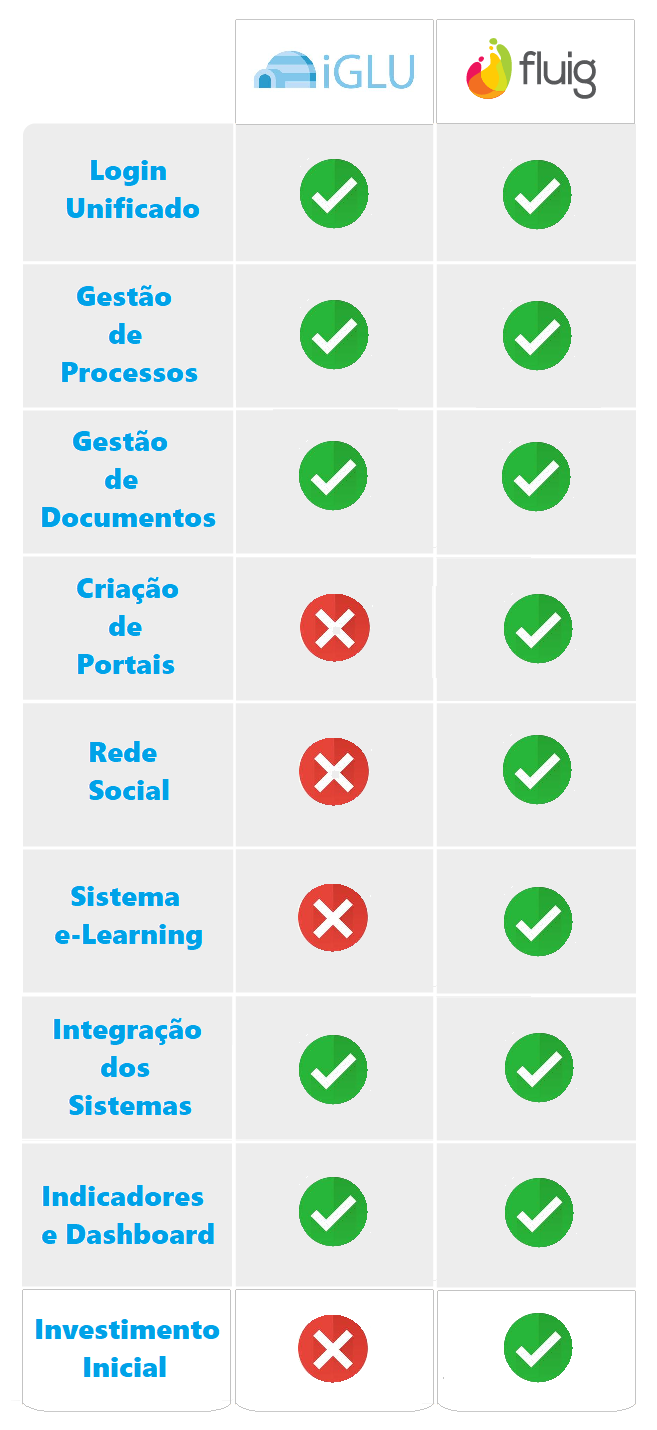 iGLU
fluig
Login
Unificado
Gestão
de
Processos
Gestão
de
Documentos
Criação
de
Portais
Rede
Social
Sistema
e-Learning
Integração
dos
Sistemas
Indicadores
e Dashboard
Investimento
Inicial